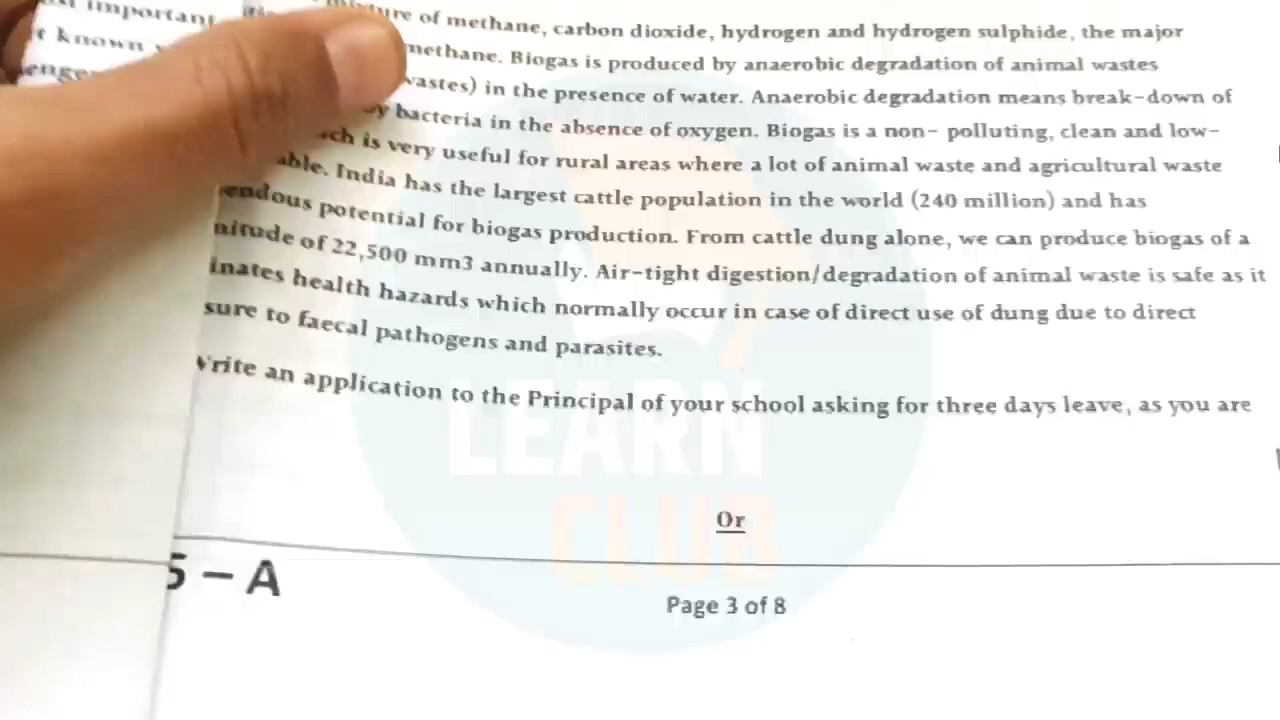 important
of methane, carbon dioxide, hydrogen and hydrogen sulphide, the major
known
methane. Biogas is produced by anaerobic degradation of animal wastes
wastes) in the presence of water. Anaerobic degradation means break-down of
by bacteria in the absence of oxygen. Biogas is a non- polluting, clean and low-
is very useful for rural areas where a lot of animal waste and agricultural waste
able. India has the largest cattle population in the world (240 million) and has
endous potential for biogas production. From cattle dung alone, we can produce biogas of a
nitude of 22,500 mm3 annually. Air-tight digestion/degradation of animal waste is safe as it
inates health hazards which normally occur in case of direct use of dung due to direct
sure to faecal pathogens and parasites.
Write an application to the Principal of your school asking for three days leave, as you are
LEARN
CLUB
Or
5 – A
Page 3 of 8